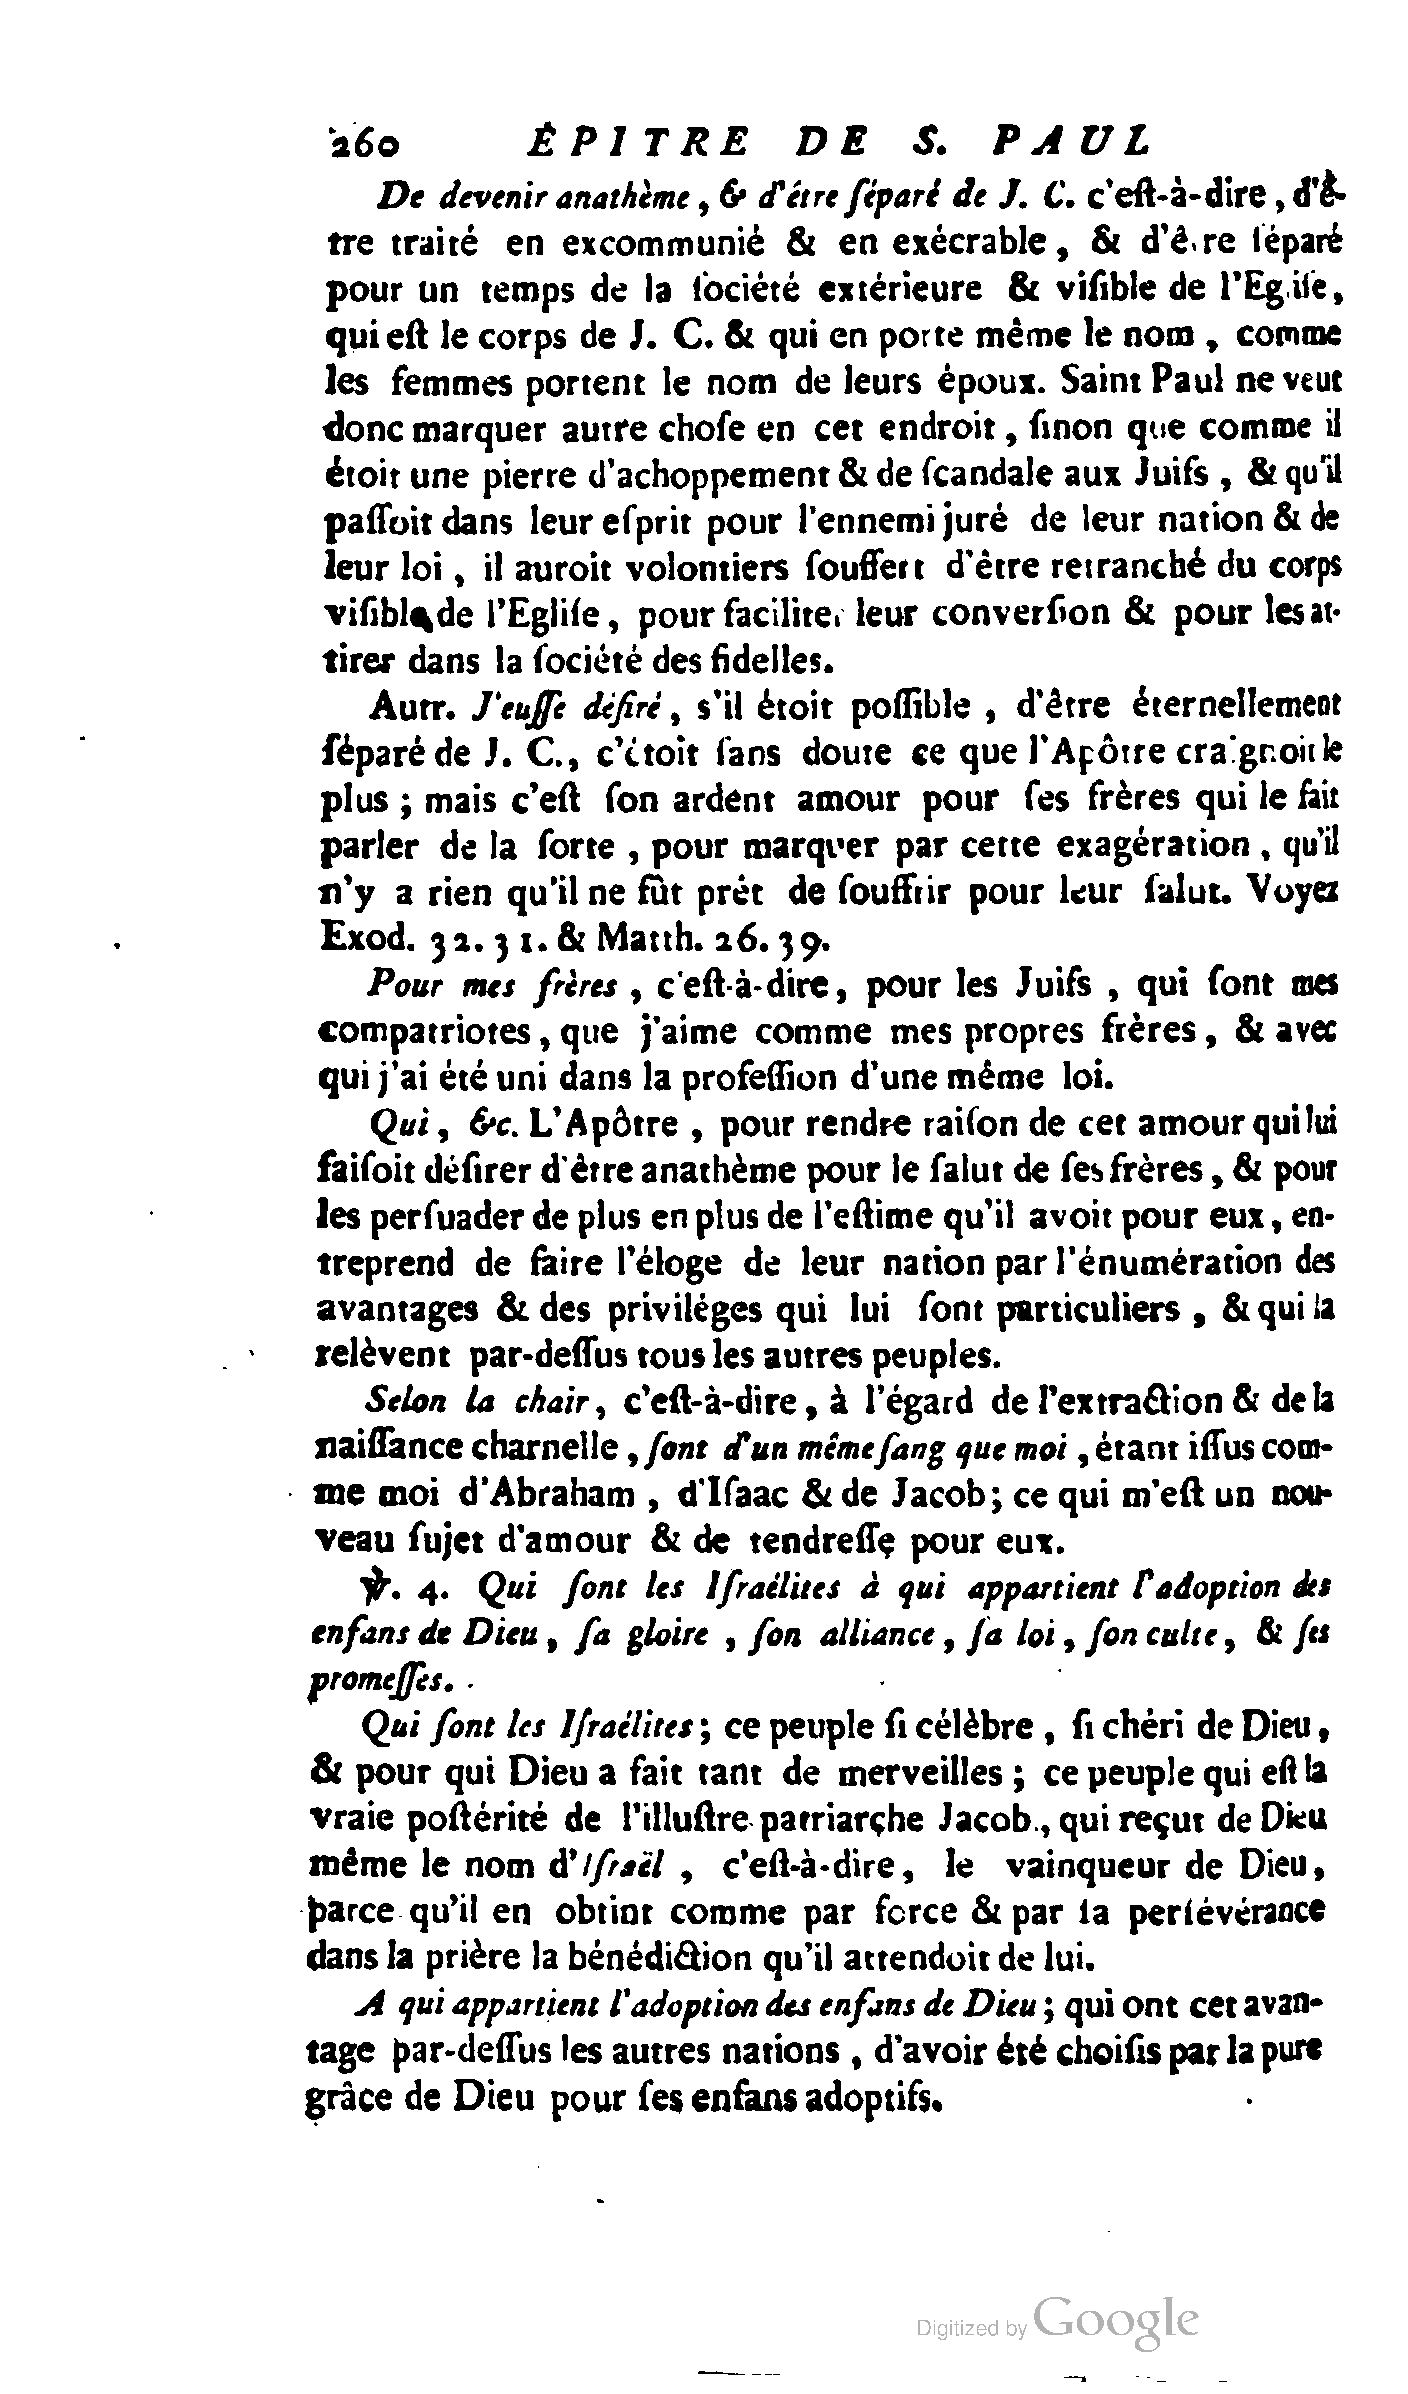 260 ÉPITRE DE S. PAUL
De devenir anathème, & d'être ſéparé de J. C. c'eſt-à-dire, d'ê-
tre traité en excommunié & en exécrable, & d'être ſéparé
pour un temps de la ſociété extérieure & viſible de l'Egliſe,
qui eſt le corps de J. C. & qui en porte même le nom, comme
les femmes portent le nom de leurs époux. Saint Paul ne veut
donc marquer autre choſe en cet endroit, ſinon que comme il
étoit une pierre d'achoppement & de ſcandale aux Juifs, & qu'il
paſſoit dans leur eſprit pour l'ennemi juré de leur nation & de
leur loi, il auroit volontiers ſouffert d'être retranché du corps
viſible de l'Egliſe, pour faciliter leur converſion & pour les at-
tirer dans la ſociété des fidelles.
Autr. J'euſſe déſiré, s'il étoit poſſible, d'être éternellement
ſéparé de J. C., c'étoit ſans doute ce que l'Apôtre craignoit le
plus; mais c'eſt ſon ardent amour pour ſes frères qui le fait
parler de la ſorte, pour marquer par cette exagération, qu'il
n'y a rien qu'il ne fût prêt de ſouffrir pour leur ſalut. Voyez
Exod. 32. 31. & Matth. 26. 39.
Pour mes frères, c'eſt-à-dire, pour les Juifs, qui ſont mes
compatriotes, que j'aime comme mes propres frères, & avec
qui j'ai été uni dans la profeſſion d'une même loi.
Qui, &c. L'Apôtre, pour rendre raiſon de cet amour qui lui
faiſoit déſirer d'être anathème pour le ſalut de ſes frères, & pour
les perſuader de plus en plus de l'eſtime qu'il avoit pour eux, en-
treprend de faire l'éloge de leur nation par l'énumération des
avantages & des priviléges qui lui ſont particuliers, & qui la
relèvent par-deſſus tous les autres peuples.
Selon la chair, c'eſt-à-dire, à l'égard de l'extraction & de la
naiſſance charnelle, ſont d'un même ſang que moi, étant iſſus com-
me moi d'Abraham, d'Iſaac & de Jacob; ce qui m'eſt un nou-
veau ſujet d'amour & de tendreſſe pour eux.
℣. 4. Qui ſont les Iſraélites à qui appartient l'adoption des
enfans de Dieu, ſa gloire, ſon alliance, ſa loi, ſon culte, & ſes
promeſſes.
Qui ſont les Iſraélites; ce peuple ſi célèbre, ſi chéri de Dieu,
& pour qui Dieu a fait tant de merveilles; ce peuple qui eſt la
vraie poſtérité de l'illuſtre patriarche Jacob, qui reçut de Dieu
même le nom d'Iſraël, c'eſt-à-dire, le vainqueur de Dieu,
parce qu'il en obtint comme par force & par ſa perſévérance
dans la prière la bénédiction qu'il attendoit de lui.
A qui appartient l'adoption des enfans de Dieu; qui ont cet avan-
tage par-deſſus les autres nations, d'avoir été choiſis par la pure
grâce de Dieu pour ſes enfans adoptifs.
Digitized by Google